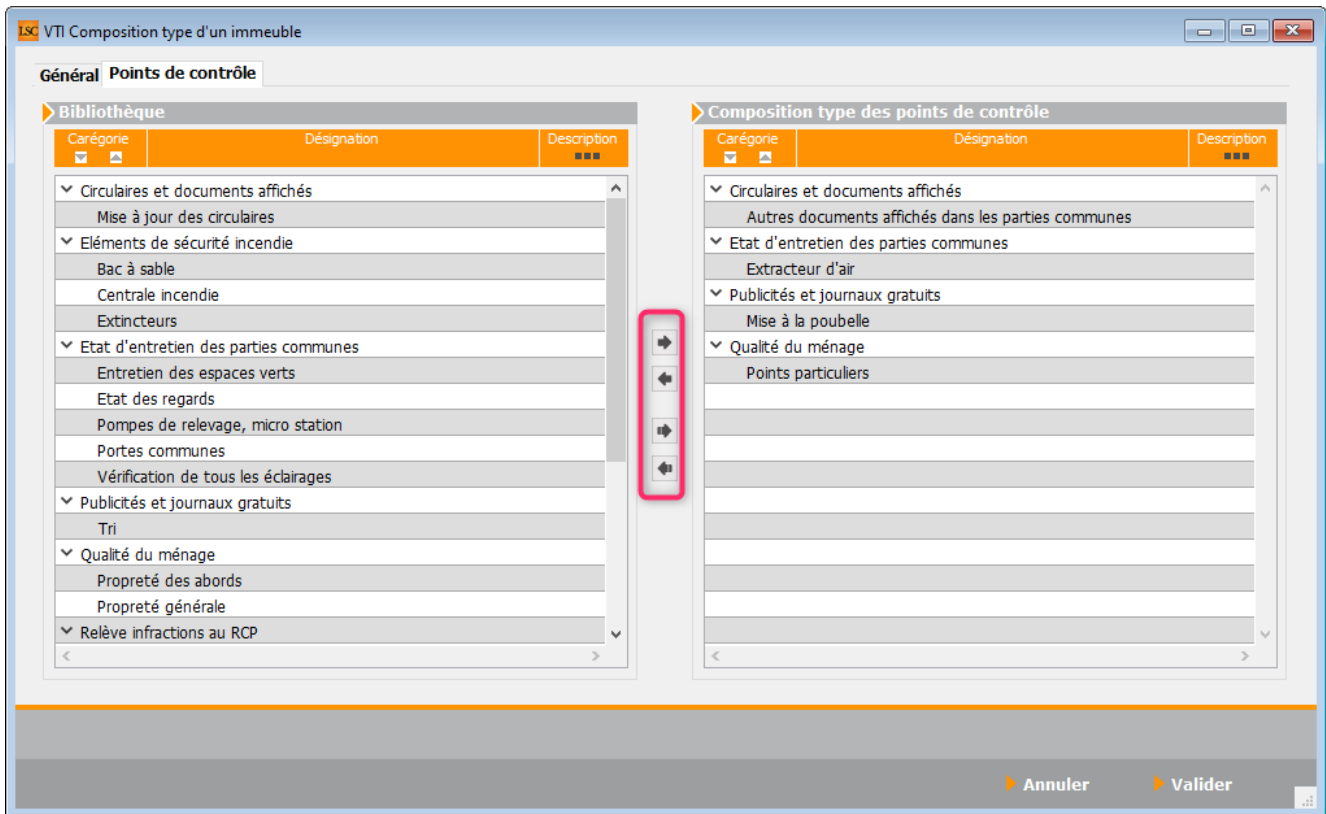 LSC VTI Composition type d'un immeuble
Général Points de contrôle
Bibliothèque
Carégorie Désignation Description
Circulaires et documents affichés
Mise à jour des circulaires
Eléments de sécurité incendie
Bac à sable
Centrale incendie
Extincteurs
Etat d'entretien des parties communes
Entretien des espaces verts
Etat des regards
Pompes de relevage, micro station
Portes communes
Vérification de tous les éclairages
Publicités et journaux gratuits
Tri
Qualité du ménage
Propreté des abords
Propreté générale
Relève infractions au RCP
Composition type des points de contrôle
Carégorie Désignation Description
Circulaires et documents affichés
Autres documents affichés dans les parties communes
Etat d'entretien des parties communes
Extracteur d'air
Publicités et journaux gratuits
Mise à la poubelle
Qualité du ménage
Points particuliers
Annuler Valider